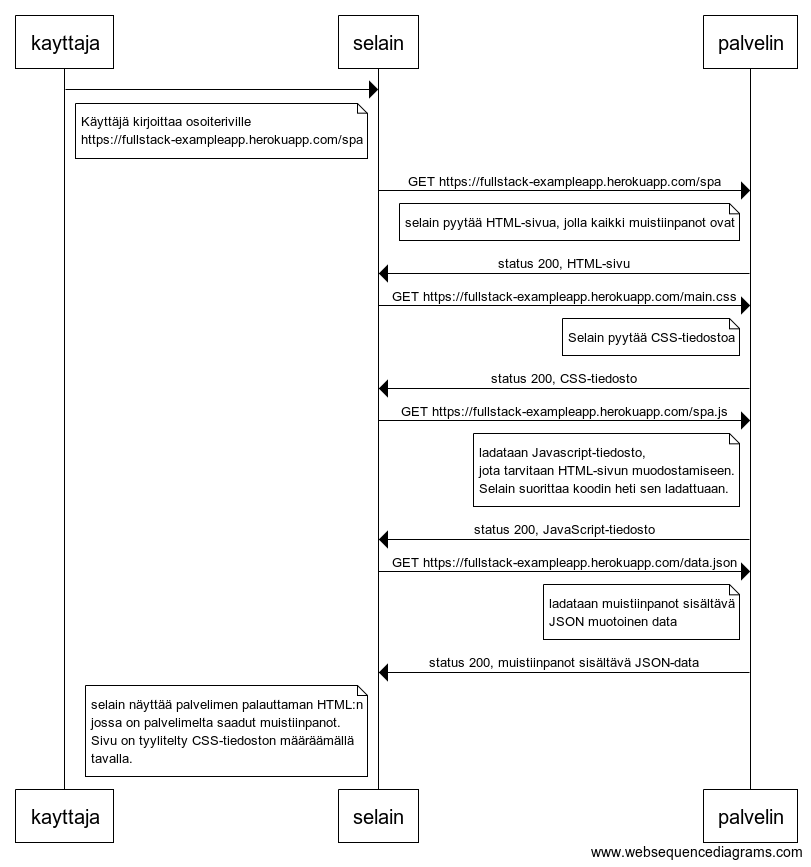 kayttaja
selain
palvelin
Käyttäjä kirjoittaa osoiteriville
https://fullstack-exampleapp.herokuapp.com/spa
GET https://fullstack-exampleapp.herokuapp.com/spa
selain pyytää HTML-sivua, jolla kaikki muistiinpanot ovat
status 200, HTML-sivu
GET https://fullstack-exampleapp.herokuapp.com/main.css
Selain pyytää CSS-tiedostoa
status 200, CSS-tiedosto
GET https://fullstack-exampleapp.herokuapp.com/spa.js
ladataan Javascript-tiedosto,
jota tarvitaan HTML-sivun muodostamiseen.
Selain suorittaa koodin heti sen ladattuaan.
status 200, JavaScript-tiedosto
GET https://fullstack-exampleapp.herokuapp.com/data.json
ladataan muistiinpanot sisältävä
JSON muotoinen data
status 200, muistiinpanot sisältävä JSON-data
selain näyttää palvelimen palauttaman HTML:n
jossa on palvelimelta saadut muistiinpanot.
Sivu on tyylitelty CSS-tiedoston määräämällä
tavalla.
kayttaja
selain
palvelin
www.websequencediagrams.com